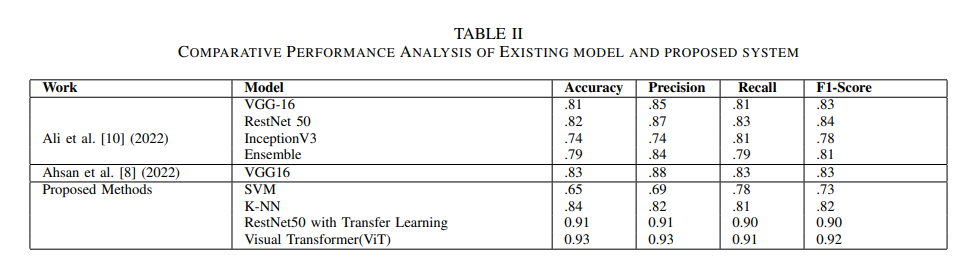 TABLE II
COMPARATIVE PERFORMANCE ANALYSIS OF EXISTING MODEL AND PROPOSED SYSTEM
Work Model Accuracy Precision Recall F1-Score
VGG-16 .81 .85 .81 .83
RestNet 50 .82 .87 .83 .84
Ali et al. [10] (2022) InceptionV3 .74 .74 .81 .78
Ensemble .79 .84 .79 .81
Ahsan et al. [8] (2022) VGG16 .83 .88 .83 .83
Proposed Methods SVM .65 .69 .78 .73
K-NN .84 .82 .81 .82
RestNet50 with Transfer Learning 0.91 0.91 0.90 0.90
Visual Transformer(ViT) 0.93 0.93 0.91 0.92